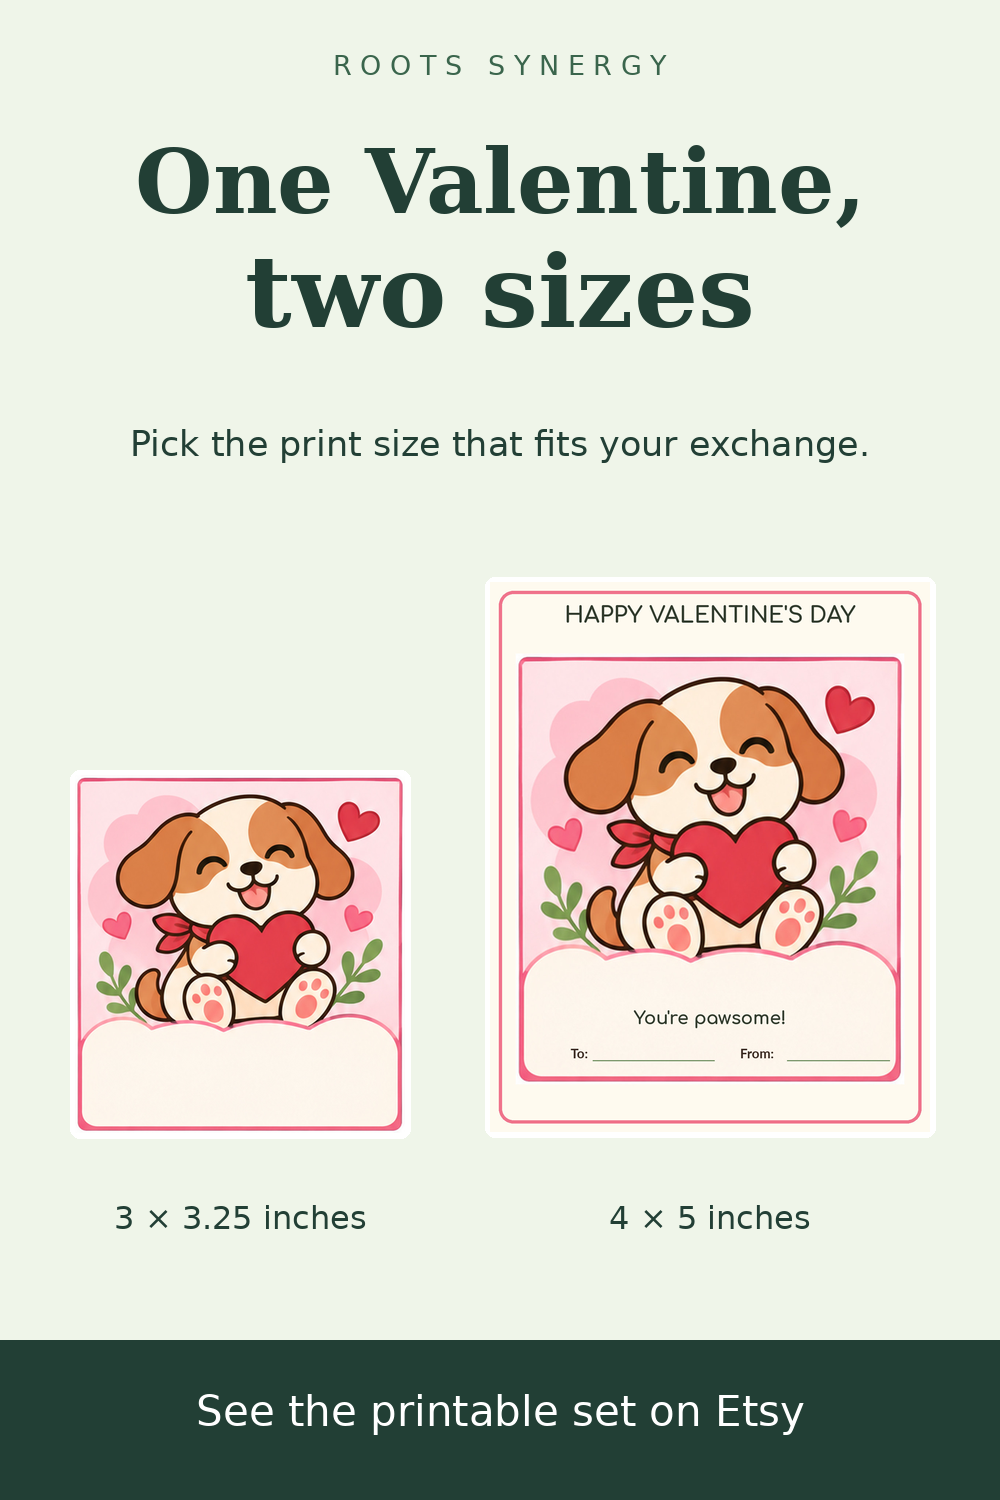 ROOTS SYNERGY
One Valentine,
two sizes
Pick the print size that fits your exchange.
HAPPY VALENTINE'S DAY
You're pawsome!
To: From:
3 × 3.25 inches
4 × 5 inches
See the printable set on Etsy